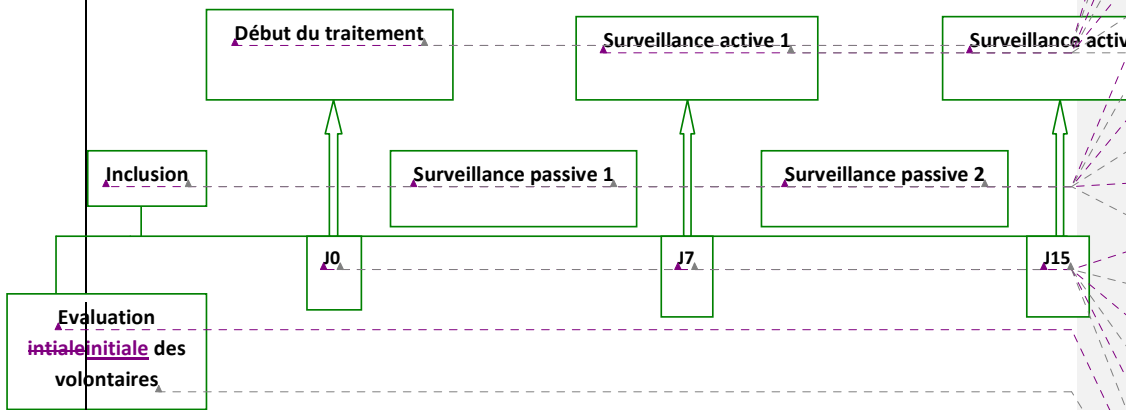 Début du traitement
Surveillance active 1
Surveillance activ
Inclusion
Surveillance passive 1
Surveillance passive 2
J0
J7
J15
Evaluation
intialeinitiale des
volontaires